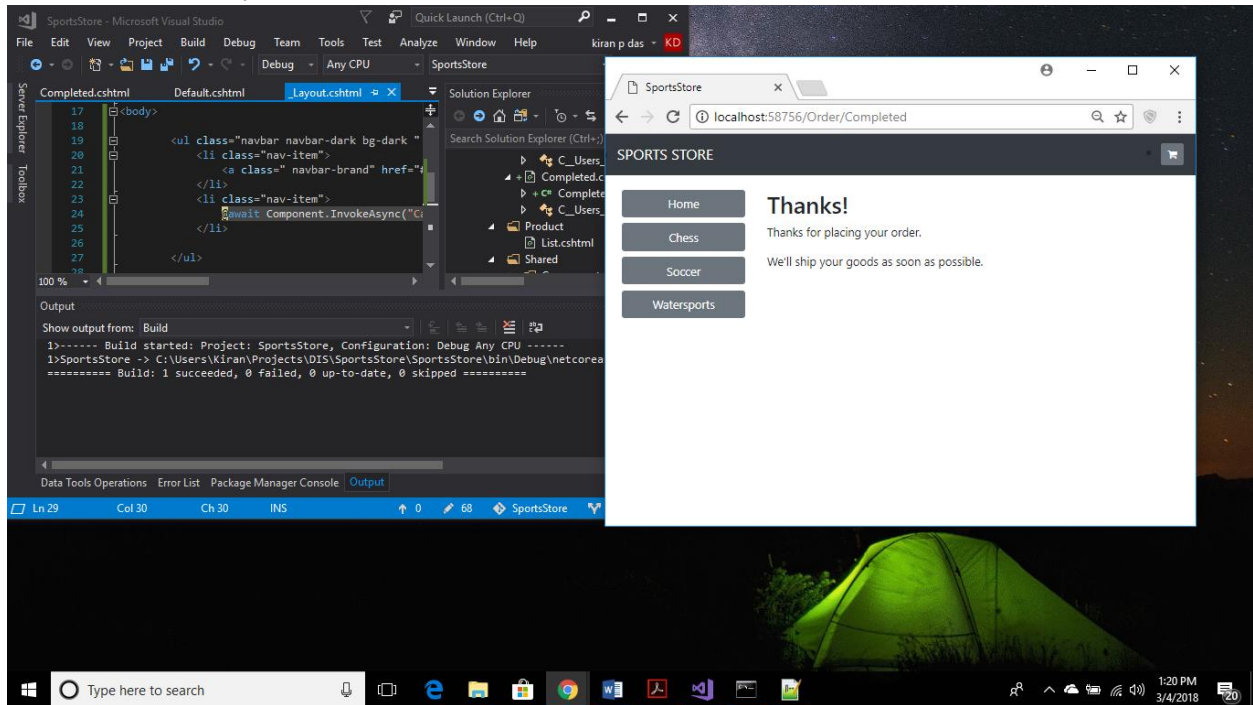 SportsStore - Microsoft Visual Studio
Quick Launch (Ctrl+Q)
File Edit View Project Build Debug Team Tools Test Analyze Window Help kiran p das KD
Debug Any CPU SportsStore
Server Explorer
Toolbox
Completed.cshtml Default.cshtml _Layout.cshtml
17 <body>
18
19 <ul class="navbar navbar-dark bg-dark "
20 <li class="nav-item">
21 <a class=" navbar-brand" href="#
22 </li>
23 <li class="nav-item">
24 @await Component.InvokeAsync("Ca
25 </li>
26
27 </ul>
28
100 %
Solution Explorer
Search Solution Explorer (Ctrl+;)
C_Users_
Completed.c
C# Complete
C_Users_
Product
List.cshtml
Shared
Output
Show output from: Build
1>------ Build started: Project: SportsStore, Configuration: Debug Any CPU ------
1>SportsStore -> C:\Users\Kiran\Projects\DIS\SportsStore\SportsStore\bin\Debug\netcorea
========== Build: 1 succeeded, 0 failed, 0 up-to-date, 0 skipped ==========
Data Tools Operations Error List Package Manager Console Output
Ln 29 Col 30 Ch 30 INS 0 68 SportsStore
SportsStore
localhost:58756/Order/Completed
SPORTS STORE
Home
Chess
Soccer
Watersports
Thanks!
Thanks for placing your order.
We'll ship your goods as soon as possible.
Type here to search
1:20 PM
3/4/2018
20